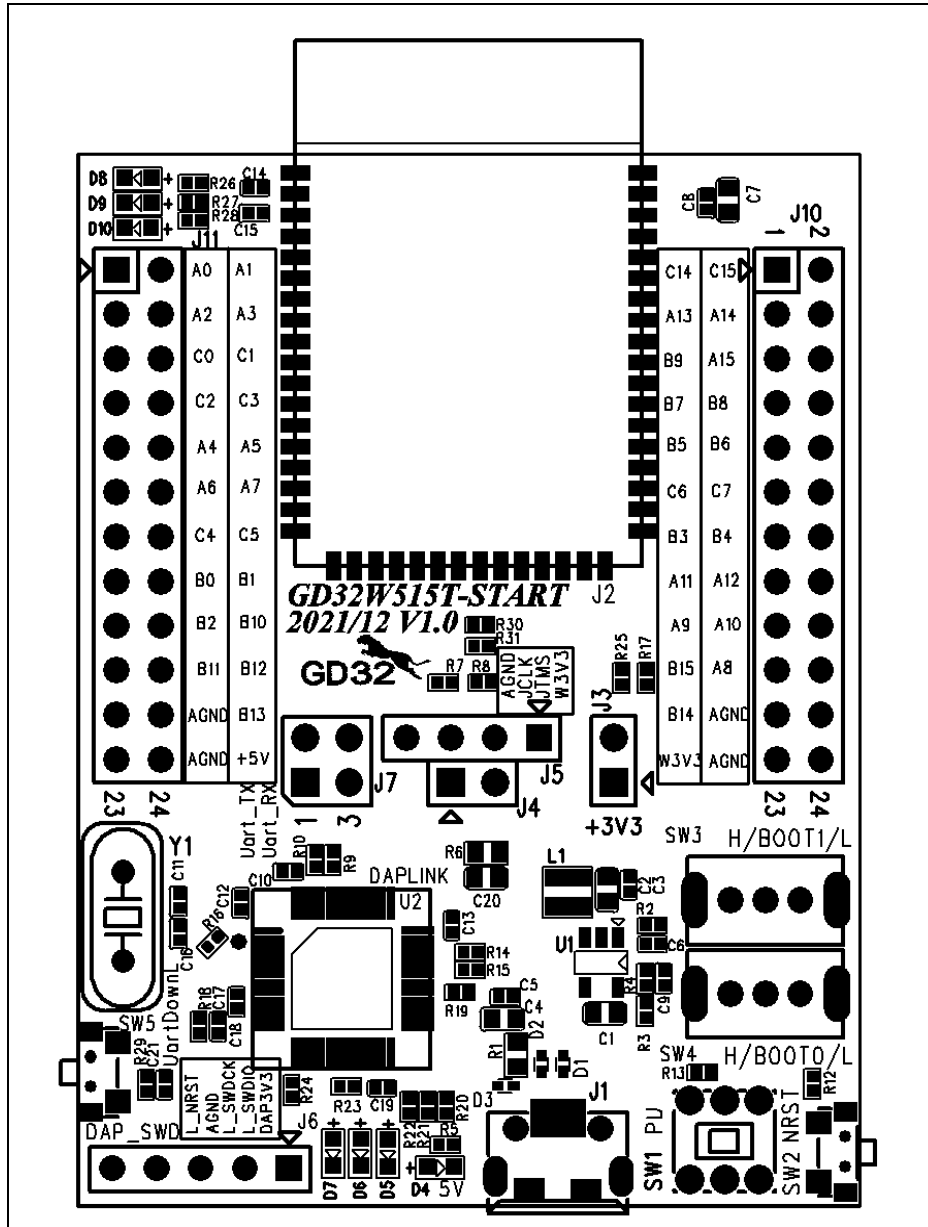 D8 + R26 C14
D9 + R27
D10 + R28 C15
C8 C7
J11
J10
1 2
A0 A1
A2 A3
C0 C1
C2 C3
A4 A5
A6 A7
C4 C5
B0 B1
B2 B10
B11 B12
AGND B13
AGND +5V
23 24
C14 C15
A13 A14
B9 A15
B7 B8
B5 B6
C6 C7
B3 B4
A11 A12
A9 A10
B15 A8
B14 AGND
W3V3 AGND
23 24
J2
GD32W515T-START
2021/12 V1.0
GD32
R30
R31
R7 R8
AGND
JCLK
JTMS
W3V3
R25 R17
J3
J5
J4
J7
1 3
+3V3
Uart_TX
Uart_RX
Y1
C11
C16
C12
R16
C10
R10
R9
DAPLINK
U2
R6
C20
C13
R14
R15
R19
C5
C4
L1
C2
C3
R2
C6
U1
R4
C9
R3
C1
SW3 H/BOOT1/L
H/BOOT0/L
SW4
R13
R12
SW5
UartDownL
R29
C21
R16
C17
C18
L_NRST
AGND
L_SWDCK
L_SWDIO
DAP3V3
R24
J6
DAP_SWD
R23
C19
R22
R21
R20
R5
D7 +
D6 +
D5 +
D4 +
5V
R1
D2
D1
D3
J1
SW1 PU
SW2 NRST